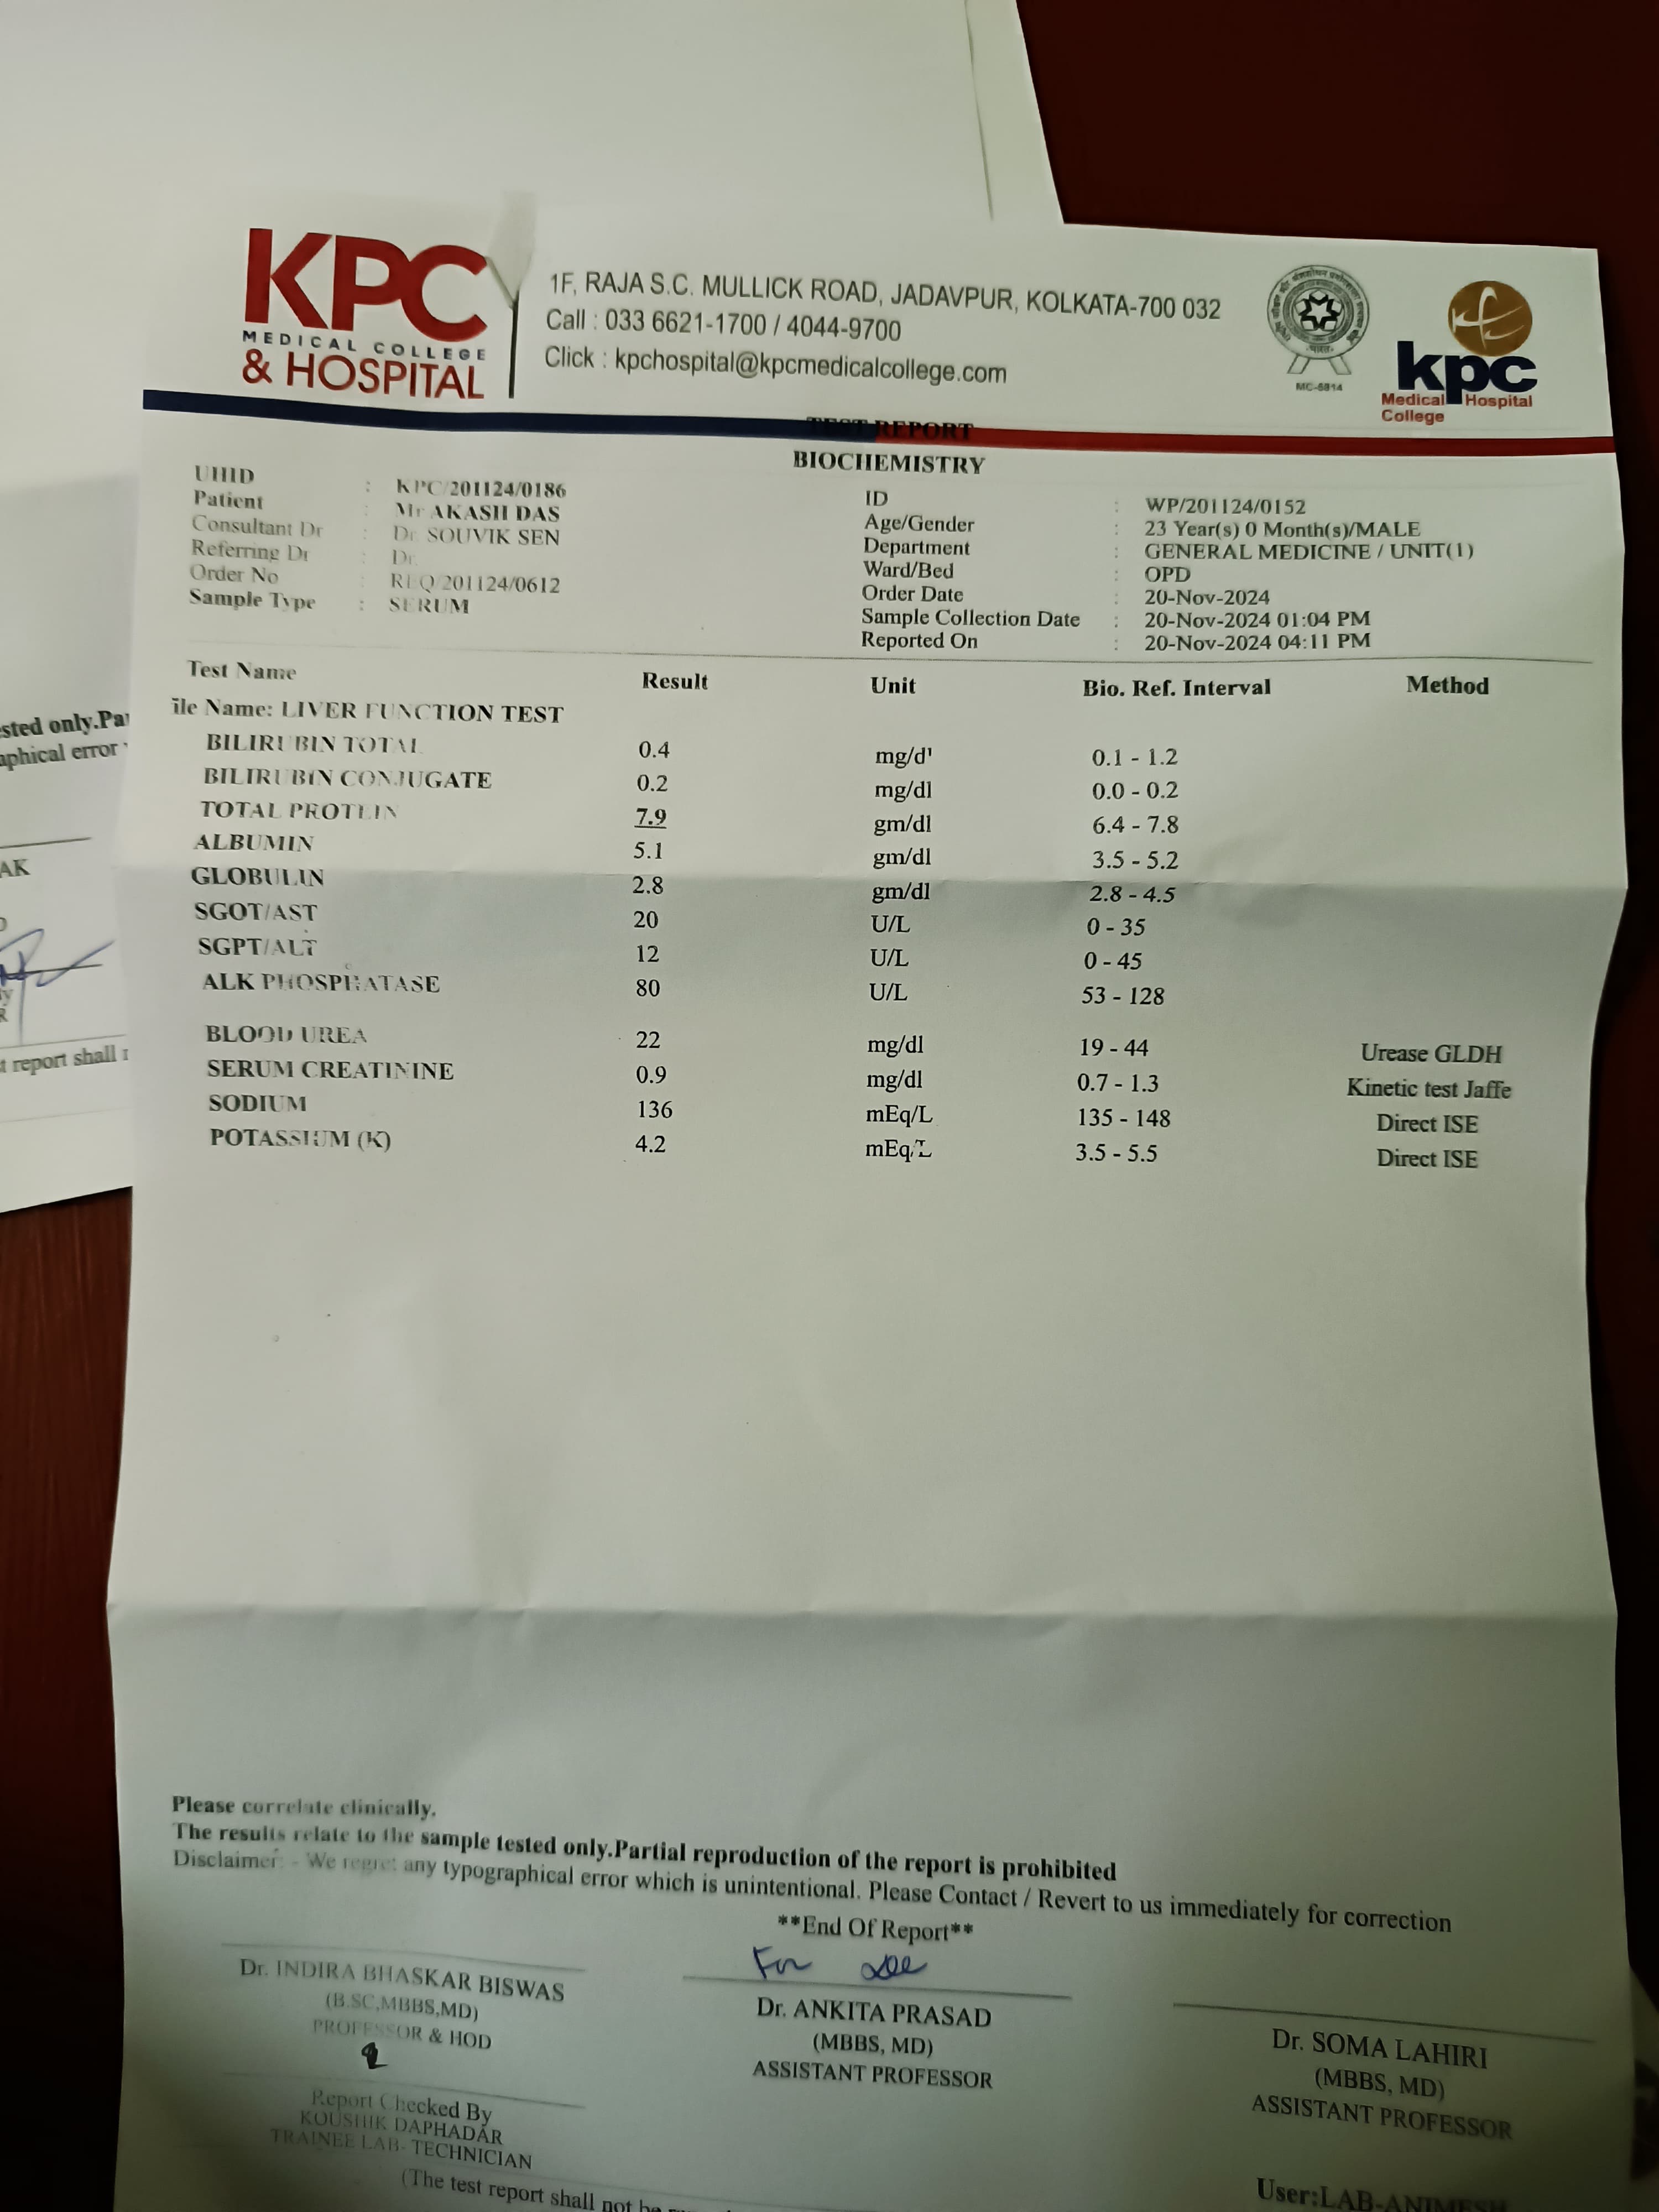 KPC
MEDICAL COLLEGE
& HOSPITAL
1F, RAJA S.C. MULLICK ROAD, JADAVPUR, KOLKATA-700 032
Call : 033 6621-1700 / 4044-9700
Click : kpchospital@kpcmedicalcollege.com
MC-5814
kpc
Medical Hospital
College
TEST REPORT
BIOCHEMISTRY
UHID : KPC/201124/0186
Patient : Mr AKASH DAS
Consultant Dr : Dr. SOUVIK SEN
Referring Dr : Dr.
Order No : REQ/201124/0612
Sample Type : SERUM
ID : WP/201124/0152
Age/Gender : 23 Year(s) 0 Month(s)/MALE
Department : GENERAL MEDICINE / UNIT(1)
Ward/Bed : OPD
Order Date : 20-Nov-2024
Sample Collection Date : 20-Nov-2024 01:04 PM
Reported On : 20-Nov-2024 04:11 PM
Test Name Result Unit Bio. Ref. Interval Method
ile Name: LIVER FUNCTION TEST
BILIRUBIN TOTAL 0.4 mg/dl 0.1 - 1.2
BILIRUBIN CONJUGATE 0.2 mg/dl 0.0 - 0.2
TOTAL PROTEIN 7.9 gm/dl 6.4 - 7.8
ALBUMIN 5.1 gm/dl 3.5 - 5.2
GLOBULIN 2.8 gm/dl 2.8 - 4.5
SGOT/AST 20 U/L 0 - 35
SGPT/ALT 12 U/L 0 - 45
ALK PHOSPHATASE 80 U/L 53 - 128
BLOOD UREA 22 mg/dl 19 - 44 Urease GLDH
SERUM CREATININE 0.9 mg/dl 0.7 - 1.3 Kinetic test Jaffe
SODIUM 136 mEq/L 135 - 148 Direct ISE
POTASSIUM (K) 4.2 mEq/L 3.5 - 5.5 Direct ISE
Please correlate clinically.
The results relate to the sample tested only.Partial reproduction of the report is prohibited
Disclaimer: - We regret any typographical error which is unintentional. Please Contact / Revert to us immediately for correction
**End Of Report**
For
Dr. INDIRA BHASKAR BISWAS
(B.SC,MBBS,MD)
PROFESSOR & HOD
Dr. ANKITA PRASAD
(MBBS, MD)
ASSISTANT PROFESSOR
Dr. SOMA LAHIRI
(MBBS, MD)
ASSISTANT PROFESSOR
Report Checked By
KOUSHIK DAPHADAR
TRAINEE LAB- TECHNICIAN
(The test report shall not be
User:LAB-ANIMESH
sted only.Par
aphical error
AK
t report shall